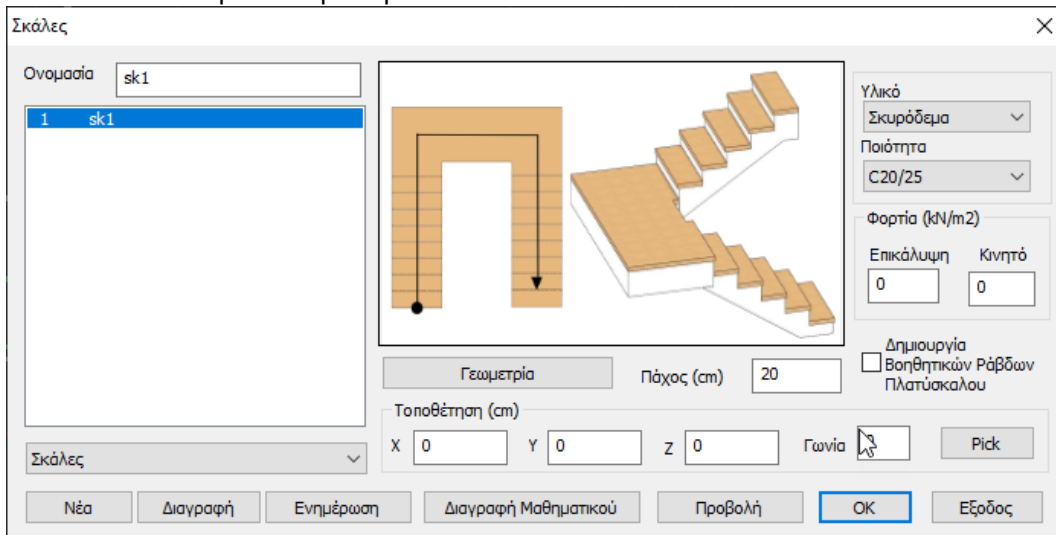 Σκάλες
Ονομασία sk1
1 sk1
Υλικό
Σκυρόδεμα
Ποιότητα
C20/25
Φορτία (kN/m2)
Επικάλυψη Κινητό
0 0
Δημιουργία
Βοηθητικών Ράβδων
Πλατύσκαλου
Γεωμετρία Πάχος (cm) 20
Τοποθέτηση (cm)
X 0 Y 0 Z 0 Γωνία Pick
Σκάλες
Νέα Διαγραφή Ενημέρωση Διαγραφή Μαθηματικού Προβολή OK Εξοδος